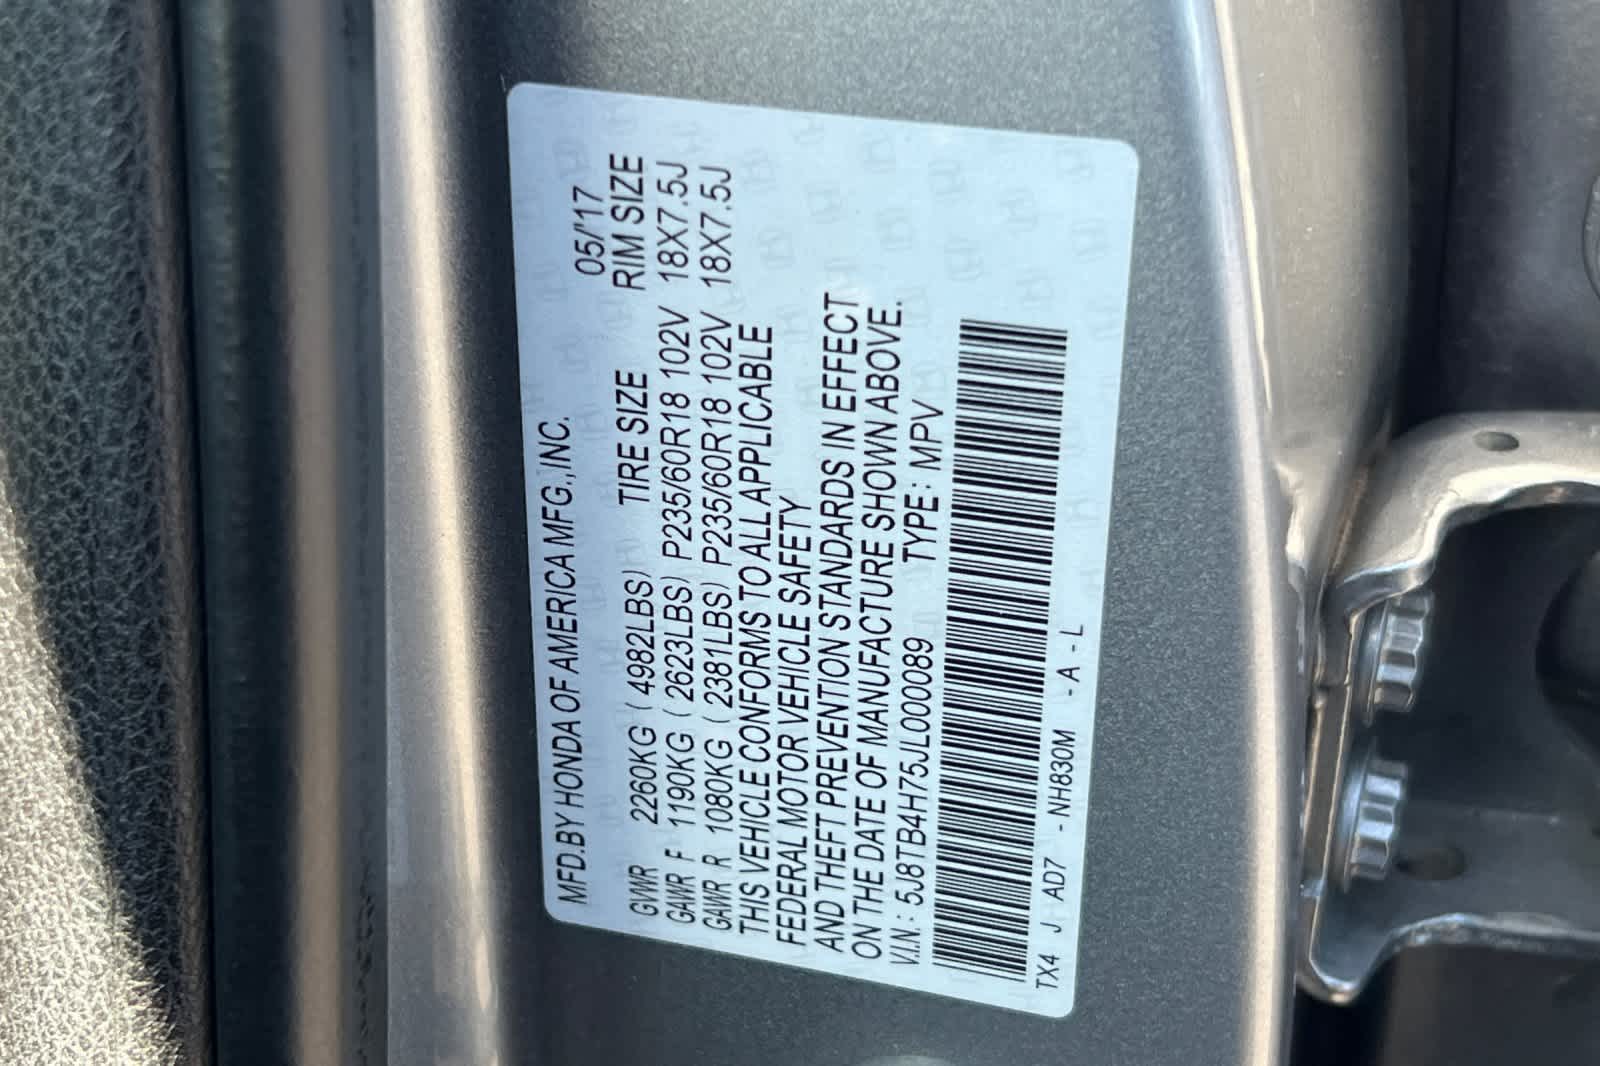 MFD.BY HONDA OF AMERICA MFG.,INC.
05/'17
GWR 2260KG ( 4982LBS) TIRE SIZE RIM SIZE
GAWR F 1190KG ( 2623LBS) P235/60R18 102V 18X7.5J
GAWR R 1080KG ( 2381LBS) P235/60R18 102V 18X7.5J
THIS VEHICLE CONFORMS TO ALL APPLICABLE
FEDERAL MOTOR VEHICLE SAFETY
AND THEFT PREVENTION STANDARDS IN EFFECT
ON THE DATE OF MANUFACTURE SHOWN ABOVE.
V.I.N.: 5J8TB4H75JL000089 TYPE: MPV
TX4 J AD7 -NH830M -A-L